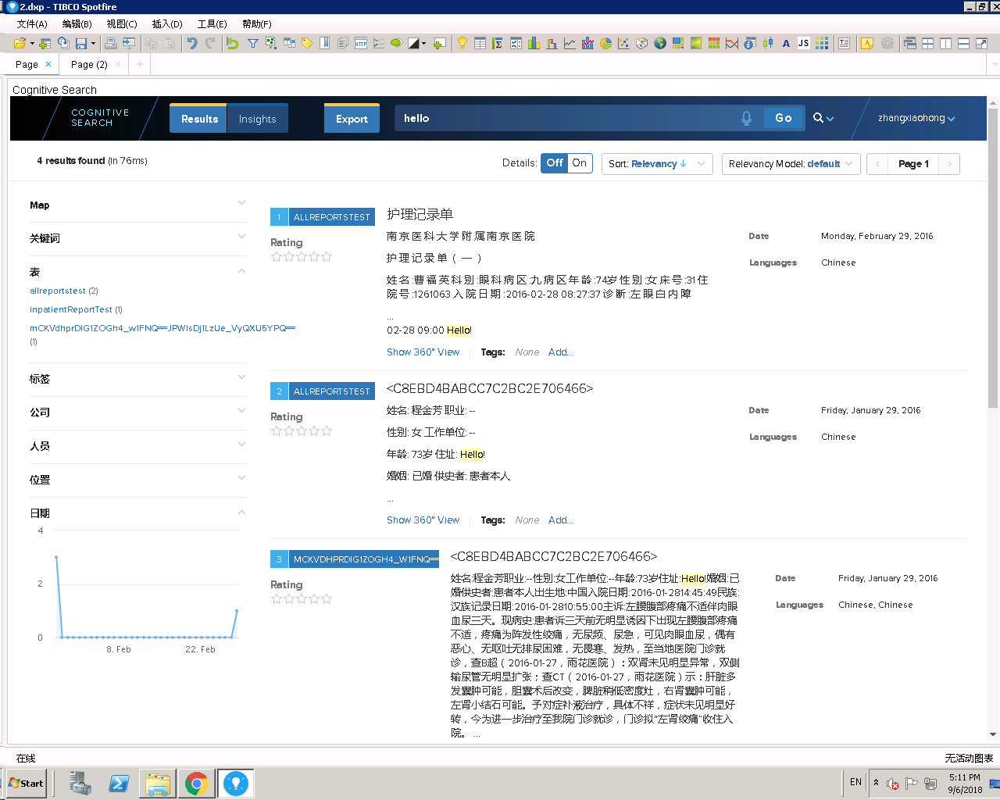 2.dxp - TIBCO Spotfire
文件(A) 编辑(B) 视图(C) 插入(D) 工具(E) 帮助(F)
HTTP A JS
Page × Page (2) × +
Cognitive Search
COGNITIVE SEARCH Results Insights Export hello Go zhangxiaohong
4 results found (in 76ms) Details: Off On Sort: Relevancy Relevancy Model: default Page 1
Map
关键词
表
allreportstest (2)
inpatientReportTest (1)
(1)
标签
公司
人员
位置
日期
4
2
0
8. Feb 22. Feb
1 ALLREPORTSTEST 护理记录单
Rating
南京医科大学附属南京医院
护理记录单（一）
姓名:曹福英科别:眼科病区:九病区年龄:74岁性别:女床号:31住
院号:1261063入院日期:2016-02-28 08:27:37诊断:左眼白内障
...
02-28 09:00 Hello!
Date Monday, February 29, 2016
Languages Chinese
Show 360° View Tags: None Add...
2 ALLREPORTSTEST <C8EBD4BABCC7C2BC2E706466>
Rating
姓名: 程金芳 职业: --
性别: 女 工作单位: --
年龄: 73岁 住址: Hello!
婚姻: 已婚 供史者: 患者本人
...
Date Friday, January 29, 2016
Languages Chinese
Show 360° View Tags: None Add...
3 <C8EBD4BABCC7C2BC2E706466>
Rating
姓名:程金芳职业:--性别:女工作单位:--年龄:73岁住址:Hello!婚姻:已
婚供史者:患者本人出生地:中国入院日期:2016-01-2814:45:49民族:
汉族记录日期:2016-01-2810:55:00主诉:左腰腹部疼痛不适伴肉眼
血尿三天。现病史:患者诉三天前无明显诱因下出现左腰腹部疼痛
不适，疼痛为阵发性绞痛，无尿频、尿急，可见肉眼血尿，偶有
恶心、无呕吐无排尿困难，无畏寒、发热，至当地医院门诊就
诊，查B超（2016-01-27，雨花医院）：双肾未见明显异常，双侧
输尿管无明显扩张；查CT（2016-01-27，雨花医院）示：肝脏多
发囊肿可能，胆囊术后改变，脾脏稍低密度灶，右肾囊肿可能，
左肾小结石可能。予对症补液治疗，具体不祥，症状未见明显好
转，今为进一步治疗至我院门诊就诊，门诊拟“左肾绞痛”收住入
院。 ...
Date Friday, January 29, 2016
Languages Chinese, Chinese
在线 无活动图表
Start EN 5:11 PM
9/6/2018